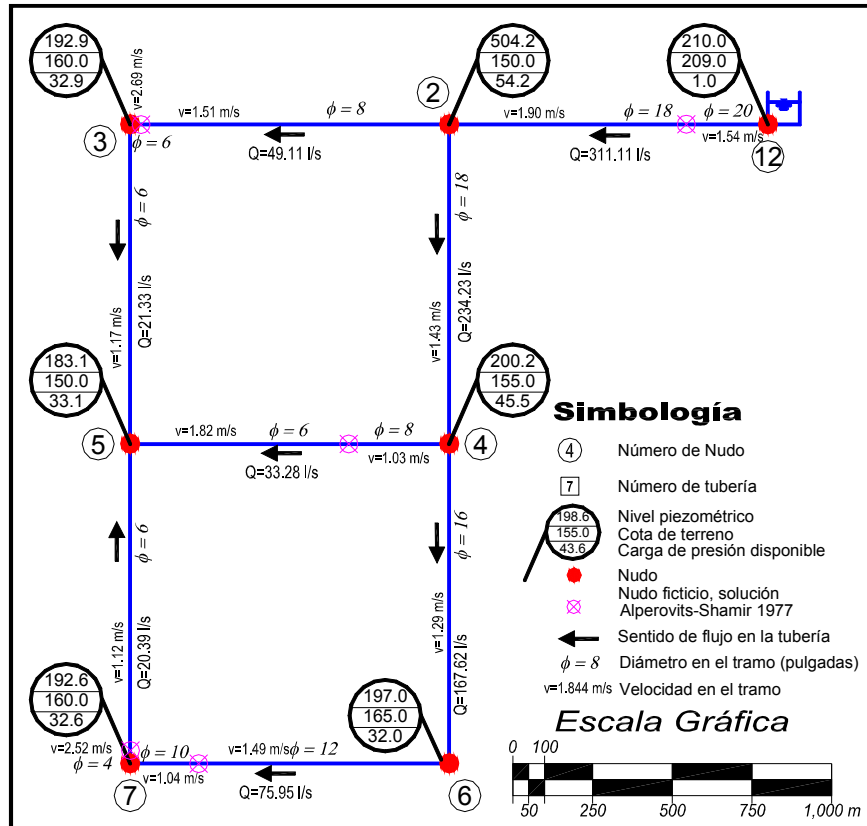 192.9
160.0
32.9
504.2
150.0
54.2
210.0
209.0
1.0
v=2.69 m/s
v=1.51 m/s
ϕ = 8
2
v=1.90 m/s
ϕ = 18
ϕ = 20
3
ϕ = 6
Q=49.11 l/s
Q=311.11 l/s
v=1.54 m/s
12
ϕ = 6
ϕ = 18
v=1.17 m/s
Q=21.33 l/s
v=1.43 m/s
Q=234.23 l/s
183.1
150.0
33.1
200.2
155.0
45.5
v=1.82 m/s
ϕ = 6
ϕ = 8
5
Q=33.28 l/s
v=1.03 m/s
4
ϕ = 6
ϕ = 16
v=1.12 m/s
Q=20.39 l/s
v=1.29 m/s
Q=167.62 l/s
192.6
160.0
32.6
197.0
165.0
32.0
v=2.52 m/s
ϕ = 4
ϕ = 10
v=1.49 m/s
ϕ = 12
v=1.04 m/s
Q=75.95 l/s
7
6
Simbología
4
Número de Nudo
7
Número de tubería
198.6
155.0
43.6
Nivel piezométrico
Cota de terreno
Carga de presión disponible
Nudo
Nudo ficticio, solución
Alperovits-Shamir 1977
Sentido de flujo en la tubería
ϕ = 8 Diámetro en el tramo (pulgadas)
v=1.844 m/s Velocidad en el tramo
Escala Gráfica
0 100
50 250 500 750 1,000 m